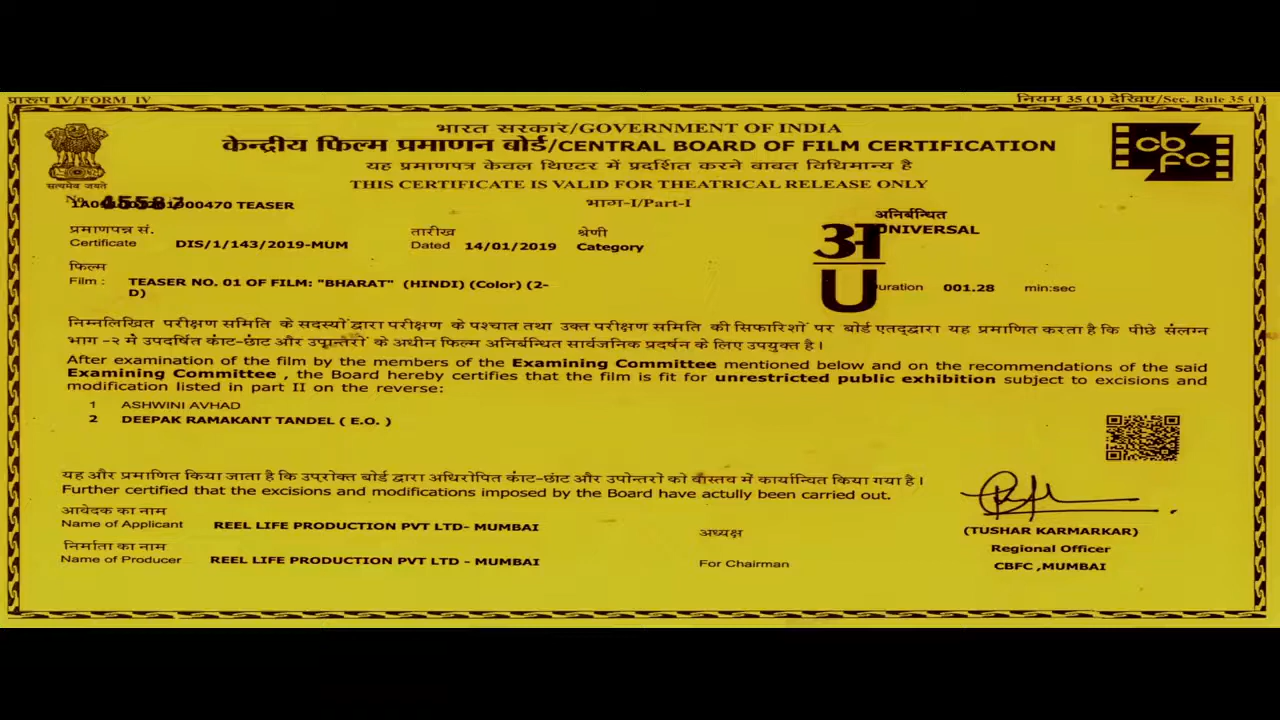 प्रारूप IV/FORM IV
नियम 35 (1) देखिए/Sec. Rule 35 (1)
भारत सरकार/GOVERNMENT OF INDIA
केन्द्रीय फिल्म प्रमाणन बोर्ड/CENTRAL BOARD OF FILM CERTIFICATION
cb
fc
यह प्रमाणपत्र केवल थिएटर में प्रदर्शित करने बाबत विधिमान्य है
सत्यमेव जयते
THIS CERTIFICATE IS VALID FOR THEATRICAL RELEASE ONLY
TEASER
भाग-I/Part-I
अनिर्बन्धित
UNIVERSAL
अ
U
प्रमाणपत्र सं.
Certificate DIS/1/143/2019-MUM
तारीख
Dated 14/01/2019
श्रेणी
Category
फिल्म
Film : TEASER NO. 01 OF FILM: "BHARAT" (HINDI) (Color) (2-
D)
Duration 001.28 min:sec
निम्नलिखित परीक्षण समिति के सदस्यों द्वारा परीक्षण के पश्चात तथा उक्त परीक्षण समिति की सिफारिशों पर बोर्ड एतद्द्वारा यह प्रमाणित करता है कि पीछे संलग्न
भाग -२ में उपदर्षित कांट-छांट और उपान्तरों के अधीन फिल्म अनिर्बन्धित सार्वजनिक प्रदर्षन के लिए उपयुक्त है।
After examination of the film by the members of the Examining Committee mentioned below and on the recommendations of the said
Examining Committee , the Board hereby certifies that the film is fit for unrestricted public exhibition subject to excisions and
modification listed in part II on the reverse:
1 ASHWINI AVHAD
2 DEEPAK RAMAKANT TANDEL ( E.O. )
यह और प्रमाणित किया जाता है कि उपरोक्त बोर्ड द्वारा अधिरोपित कांट-छांट और उपोन्तरो को वास्तव में कार्यान्वित किया गया है।
Further certified that the excisions and modifications imposed by the Board have actully been carried out.
आवेदक का नाम
Name of Applicant REEL LIFE PRODUCTION PVT LTD- MUMBAI
निर्माता का नाम
Name of Producer REEL LIFE PRODUCTION PVT LTD - MUMBAI
अध्यक्ष
For Chairman
(TUSHAR KARMARKAR)
Regional Officer
CBFC ,MUMBAI